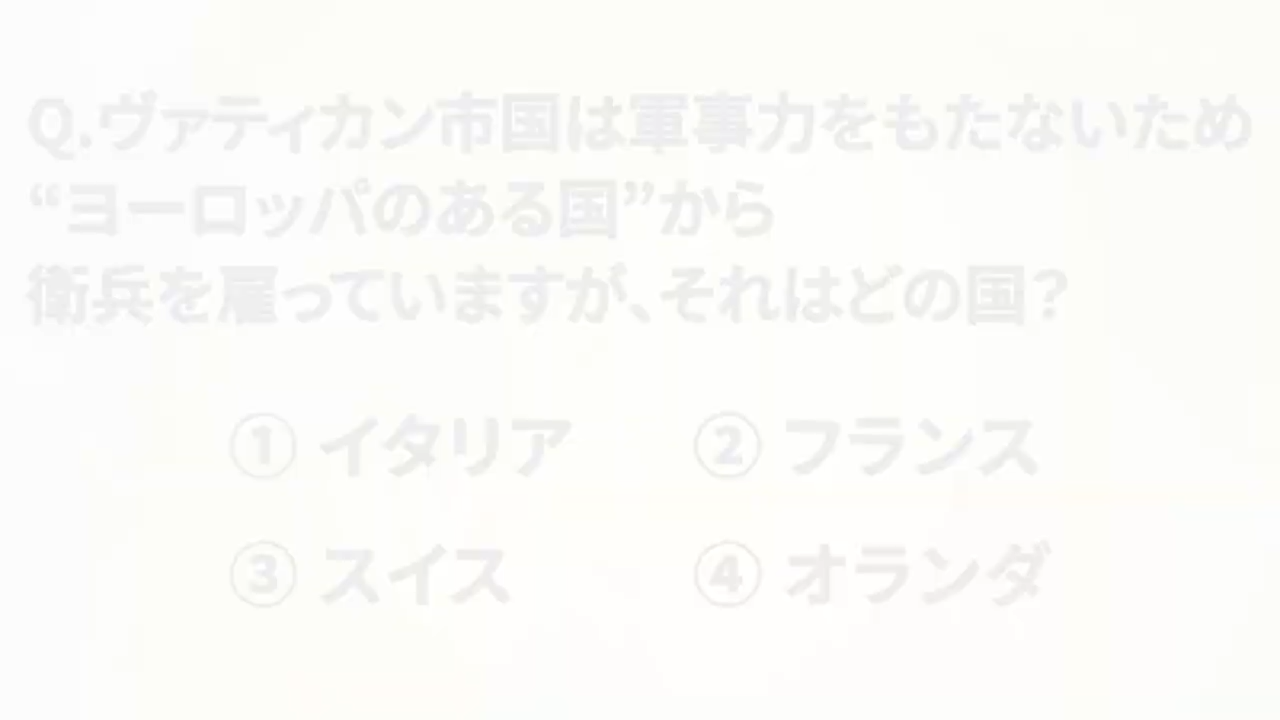 Q.ヴァティカン市国は軍事力をもたないため
“ヨーロッパのある国”から
衛兵を雇っていますが、それはどの国?
① イタリア ② フランス
③ スイス ④ オランダ